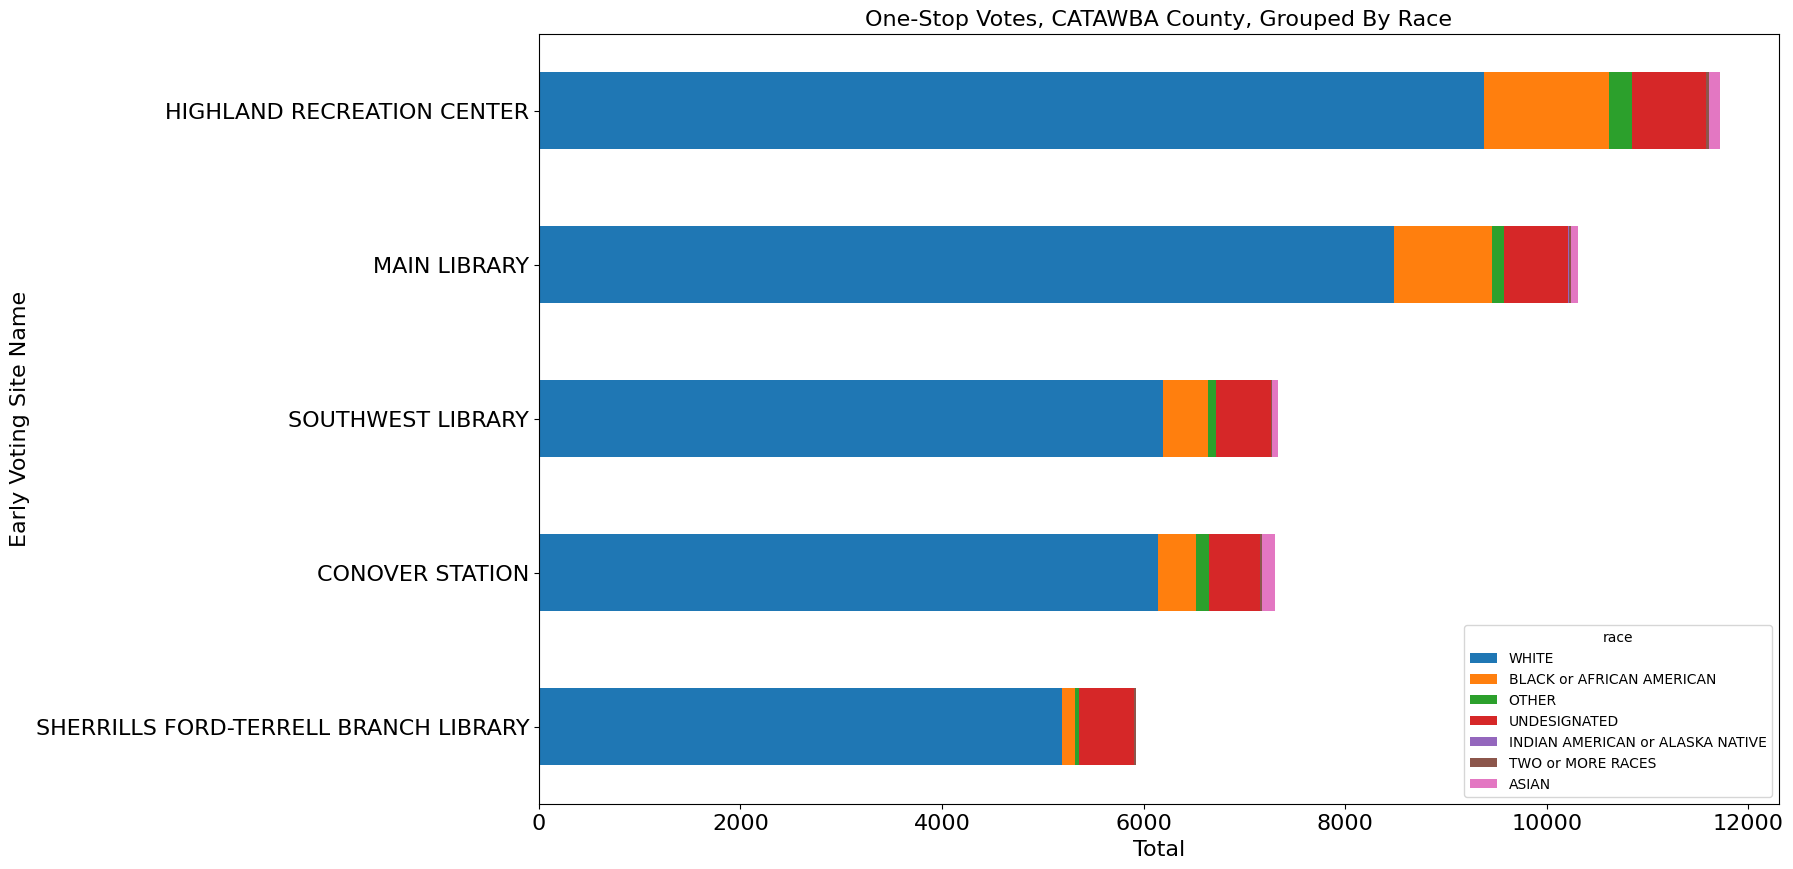 One-Stop Votes, CATAWBA County, Grouped By Race
Early Voting Site Name
HIGHLAND RECREATION CENTER
MAIN LIBRARY
SOUTHWEST LIBRARY
CONOVER STATION
SHERRILLS FORD-TERRELL BRANCH LIBRARY
race
WHITE
BLACK or AFRICAN AMERICAN
OTHER
UNDESIGNATED
INDIAN AMERICAN or ALASKA NATIVE
TWO or MORE RACES
ASIAN
0 2000 4000 6000 8000 10000 12000
Total